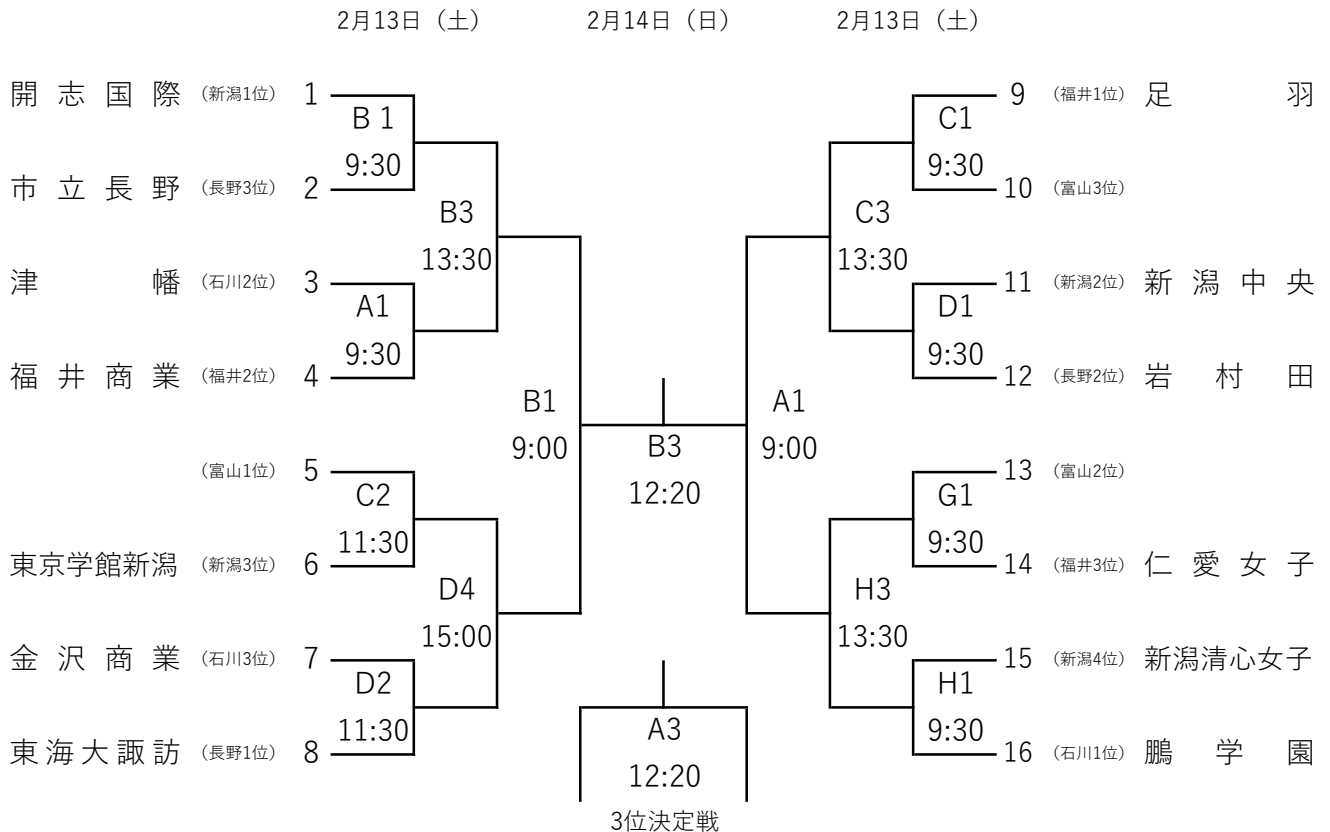 2月13日（土） 2月14日（日） 2月13日（土）
開志国際 （新潟1位） 1
B 1
9:30
市立長野 （長野3位） 2
B3
13:30
津幡 （石川2位） 3
A1
9:30
福井商業 （福井2位） 4
B1
9:00
（富山1位） 5
C2
11:30
東京学館新潟 （新潟3位） 6
D4
15:00
金沢商業 （石川3位） 7
D2
11:30
東海大諏訪 （長野1位） 8
B3
12:20
A3
12:20
3位決定戦
9 （福井1位） 足羽
C1
9:30
10 （富山3位）
C3
13:30
11 （新潟2位） 新潟中央
D1
9:30
12 （長野2位） 岩村田
A1
9:00
13 （富山2位）
G1
9:30
14 （福井3位） 仁愛女子
H3
13:30
15 （新潟4位） 新潟清心女子
H1
9:30
16 （石川1位） 鵬学園